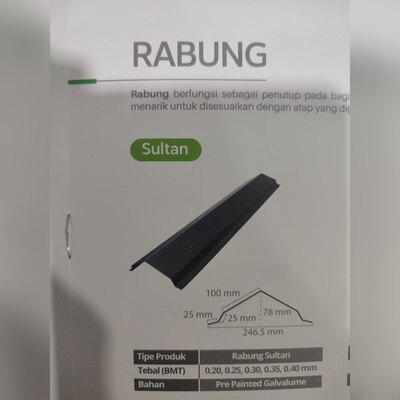 RABUNG
Rabung berfungsi sebagai penutup pada bagi
menarik untuk disesuaikan dengan atap yang dig
Sultan
100 mm
25 mm
25 mm
78 mm
246.5 mm
Tipe Produk Rabung Sultan
Tebal (BMT) 0.20, 0.25, 0.30, 0.35, 0.40 mm
Bahan Pre Painted Galvalume